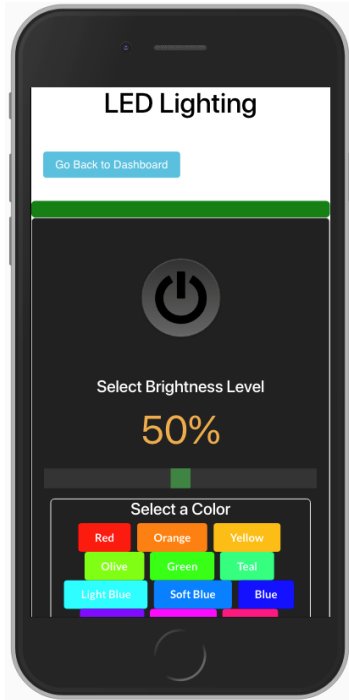 LED Lighting
Go Back to Dashboard
Select Brightness Level
50%
Select a Color
Red Orange Yellow
Olive Green Teal
Light Blue Soft Blue Blue